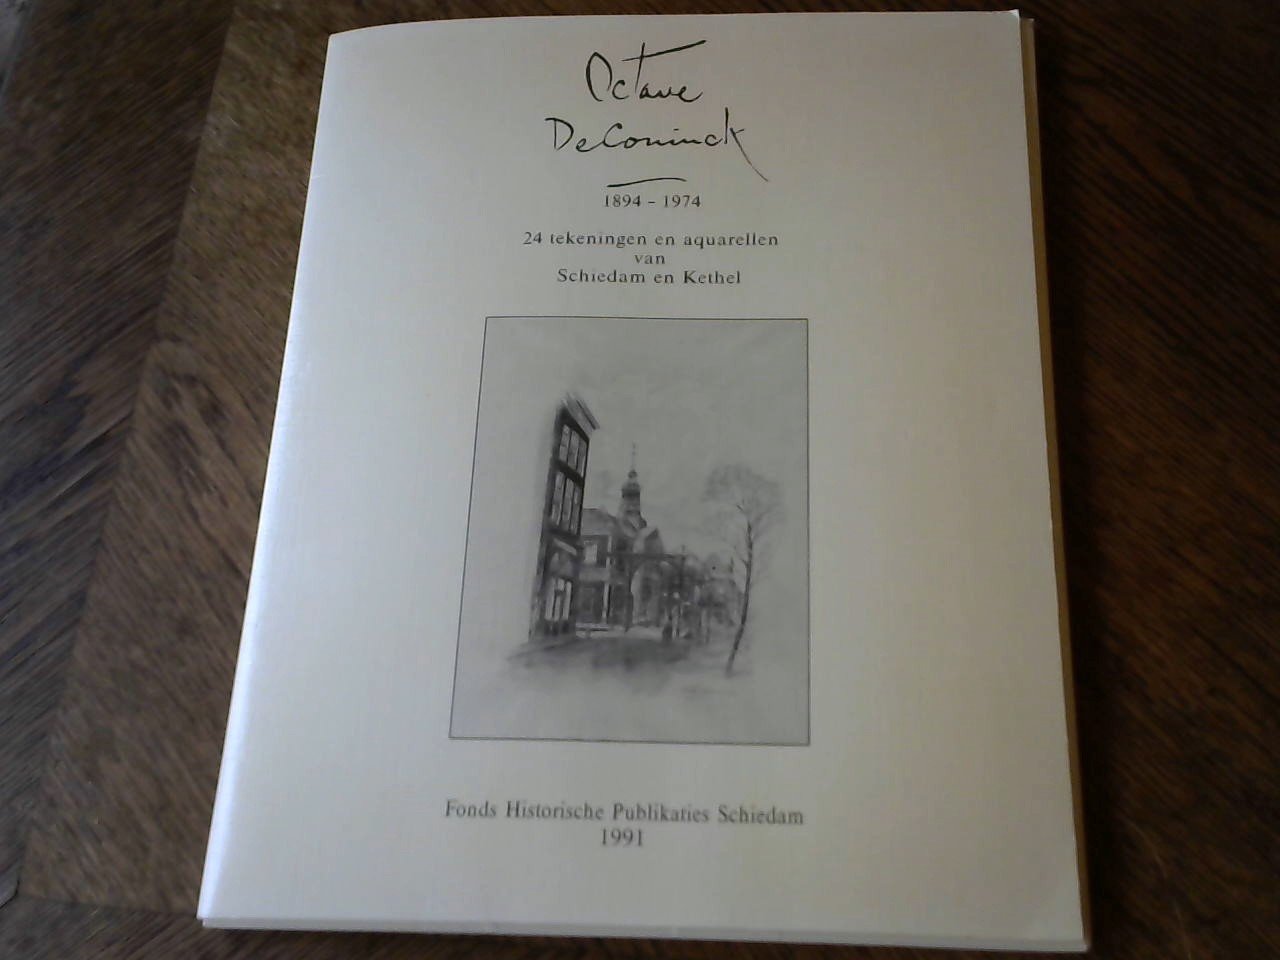 Octave
DeConinck
1894 - 1974
24 tekeningen en aquarellen
van
Schiedam en Kethel
Fonds Historische Publikaties Schiedam
1991